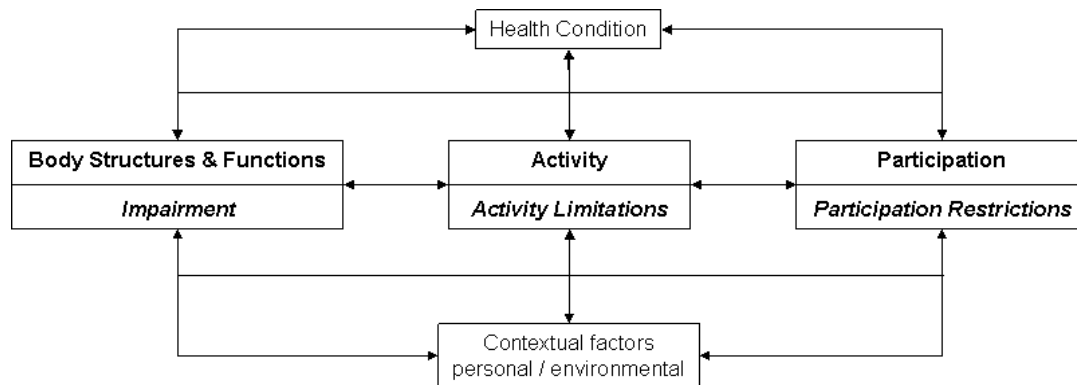 Health Condition
Body Structures & Functions
Impairment
Activity
Activity Limitations
Participation
Participation Restrictions
Contextual factors
personal / environmental